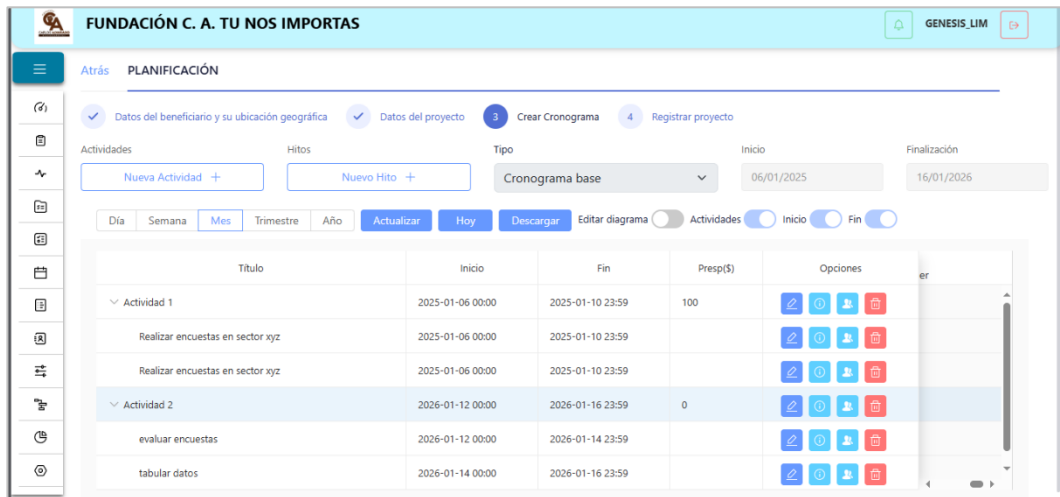 FUNDACIÓN C. A. TU NOS IMPORTAS
GENESIS_LIM
Atrás PLANIFICACIÓN
Datos del beneficiario y su ubicación geográfica Datos del proyecto 3 Crear Cronograma 4 Registrar proyecto
Actividades Hitos Tipo Inicio Finalización
Nueva Actividad + Nuevo Hito + Cronograma base 06/01/2025 16/01/2026
Día Semana Mes Trimestre Año Actualizar Hoy Descargar Editar diagrama Actividades Inicio Fin
Título Inicio Fin Presp($) Opciones er
Actividad 1 2025-01-06 00:00 2025-01-10 23:59 100
Realizar encuestas en sector xyz 2025-01-06 00:00 2025-01-10 23:59
Realizar encuestas en sector xyz 2025-01-06 00:00 2025-01-10 23:59
Actividad 2 2026-01-12 00:00 2026-01-16 23:59 0
evaluar encuestas 2026-01-12 00:00 2026-01-14 23:59
tabular datos 2026-01-14 00:00 2026-01-16 23:59